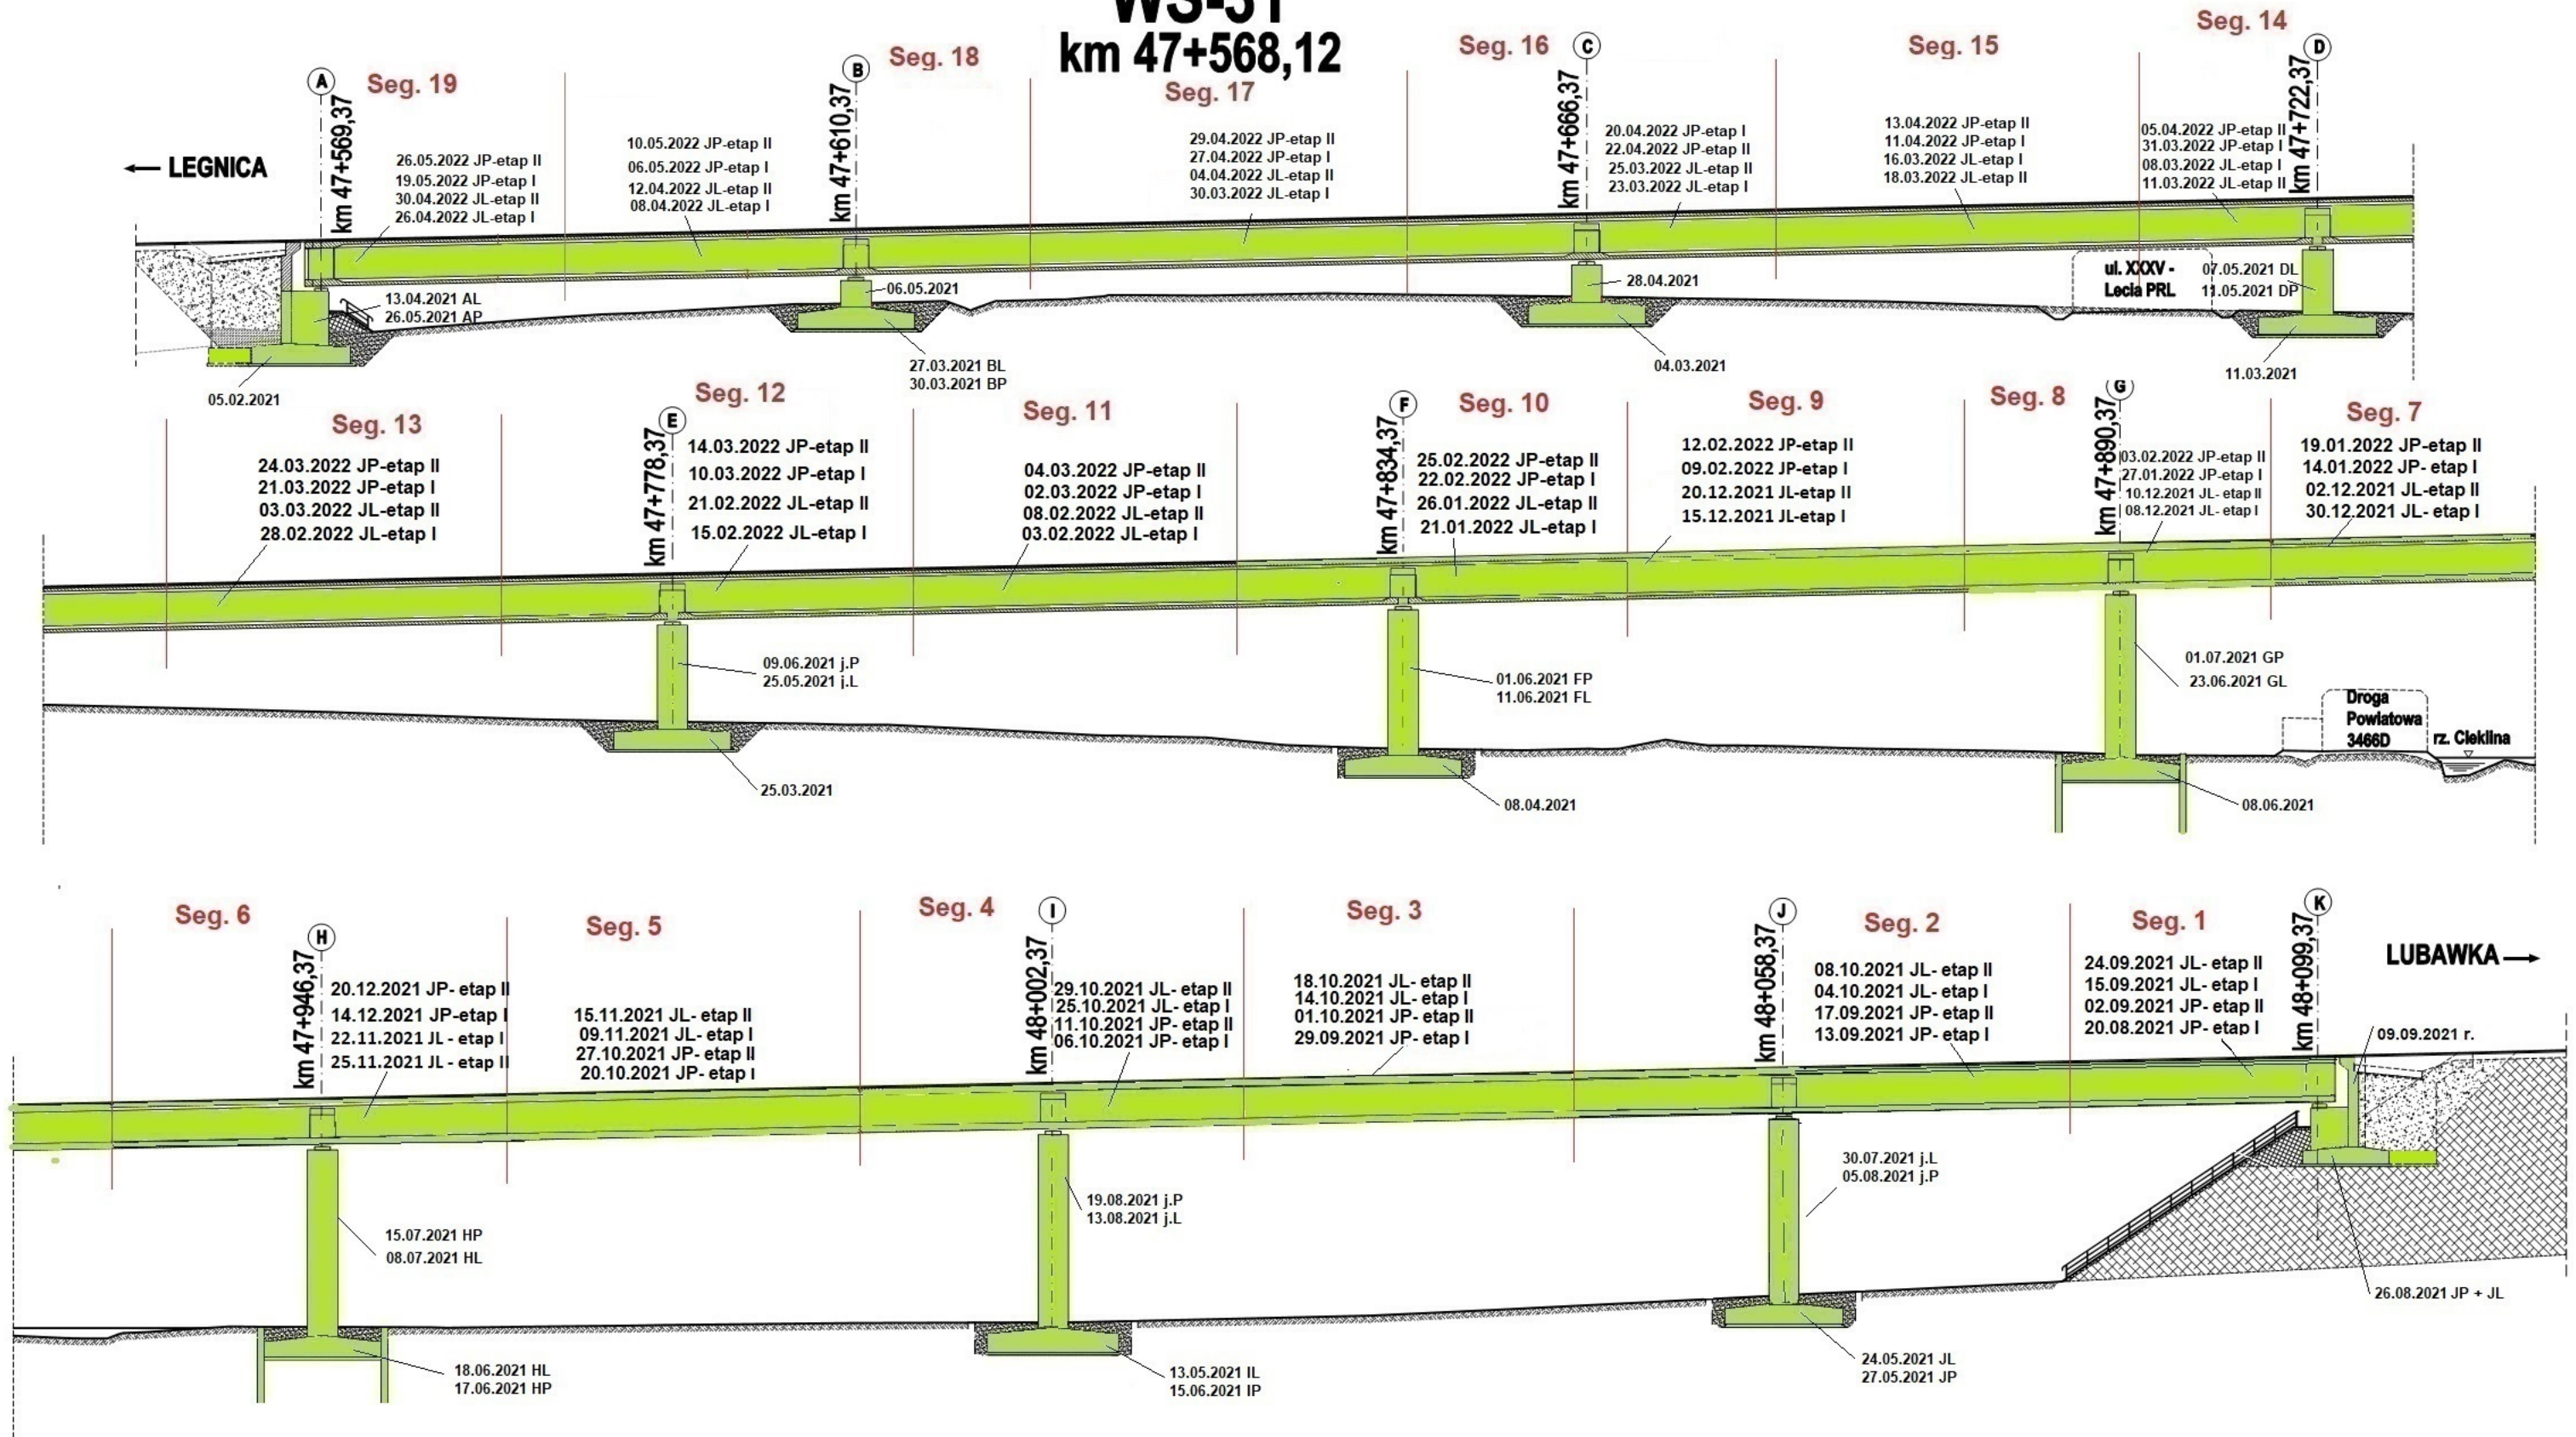 WS-31
km 47+568,12
Seg. 19
Seg. 18
Seg. 17
Seg. 16
Seg. 15
Seg. 14
A
B
C
D
km 47+569,37
km 47+610,37
km 47+666,37
km 47+722,37
← LEGNICA
26.05.2022 JP-etap II
19.05.2022 JP-etap I
30.04.2022 JL-etap II
26.04.2022 JL-etap I
10.05.2022 JP-etap II
06.05.2022 JP-etap I
12.04.2022 JL-etap II
08.04.2022 JL-etap I
29.04.2022 JP-etap II
27.04.2022 JP-etap I
04.04.2022 JL-etap II
30.03.2022 JL-etap I
20.04.2022 JP-etap I
22.04.2022 JP-etap II
25.03.2022 JL-etap II
23.03.2022 JL-etap I
13.04.2022 JP-etap II
11.04.2022 JP-etap I
16.03.2022 JL-etap I
18.03.2022 JL-etap II
05.04.2022 JP-etap II
31.03.2022 JP-etap I
08.03.2022 JL-etap I
11.03.2022 JL-etap II
13.04.2021 AL
26.05.2021 AP
05.02.2021
06.05.2021
27.03.2021 BL
30.03.2021 BP
28.04.2021
04.03.2021
ul. XXXV -
Lecia PRL
07.05.2021 DL
11.05.2021 DP
11.03.2021
Seg. 13
Seg. 12
Seg. 11
Seg. 10
Seg. 9
Seg. 8
Seg. 7
E
F
G
km 47+778,37
km 47+834,37
km 47+890,37
24.03.2022 JP-etap II
21.03.2022 JP-etap I
03.03.2022 JL-etap II
28.02.2022 JL-etap I
14.03.2022 JP-etap II
10.03.2022 JP-etap I
21.02.2022 JL-etap II
15.02.2022 JL-etap I
04.03.2022 JP-etap II
02.03.2022 JP-etap I
08.02.2022 JL-etap II
03.02.2022 JL-etap I
25.02.2022 JP-etap II
22.02.2022 JP-etap I
26.01.2022 JL-etap II
21.01.2022 JL-etap I
12.02.2022 JP-etap II
09.02.2022 JP-etap I
20.12.2021 JL-etap II
15.12.2021 JL-etap I
03.02.2022 JP-etap II
27.01.2022 JP-etap I
10.12.2021 JL- etap II
08.12.2021 JL- etap I
19.01.2022 JP-etap II
14.01.2022 JP- etap I
02.12.2021 JL-etap II
30.12.2021 JL- etap I
09.06.2021 j.P
25.05.2021 j.L
25.03.2021
01.06.2021 FP
11.06.2021 FL
08.04.2021
01.07.2021 GP
23.06.2021 GL
Droga
Powiatowa
3466D
rz. Cieklina
08.06.2021
Seg. 6
Seg. 5
Seg. 4
Seg. 3
Seg. 2
Seg. 1
H
I
J
K
km 47+946,37
km 48+002,37
km 48+058,37
km 48+099,37
LUBAWKA →
20.12.2021 JP- etap II
14.12.2021 JP-etap I
22.11.2021 JL - etap I
25.11.2021 JL - etap II
15.11.2021 JL- etap II
09.11.2021 JL- etap I
27.10.2021 JP- etap II
20.10.2021 JP- etap I
29.10.2021 JL- etap II
25.10.2021 JL- etap I
11.10.2021 JP- etap II
06.10.2021 JP- etap I
18.10.2021 JL- etap II
14.10.2021 JL- etap I
01.10.2021 JP- etap II
29.09.2021 JP- etap I
08.10.2021 JL- etap II
04.10.2021 JL- etap I
17.09.2021 JP- etap II
13.09.2021 JP- etap I
24.09.2021 JL- etap II
15.09.2021 JL- etap I
02.09.2021 JP- etap II
20.08.2021 JP- etap I
09.09.2021 r.
15.07.2021 HP
08.07.2021 HL
18.06.2021 HL
17.06.2021 HP
19.08.2021 j.P
13.08.2021 j.L
13.05.2021 IL
15.06.2021 IP
30.07.2021 j.L
05.08.2021 j.P
24.05.2021 JL
27.05.2021 JP
26.08.2021 JP + JL